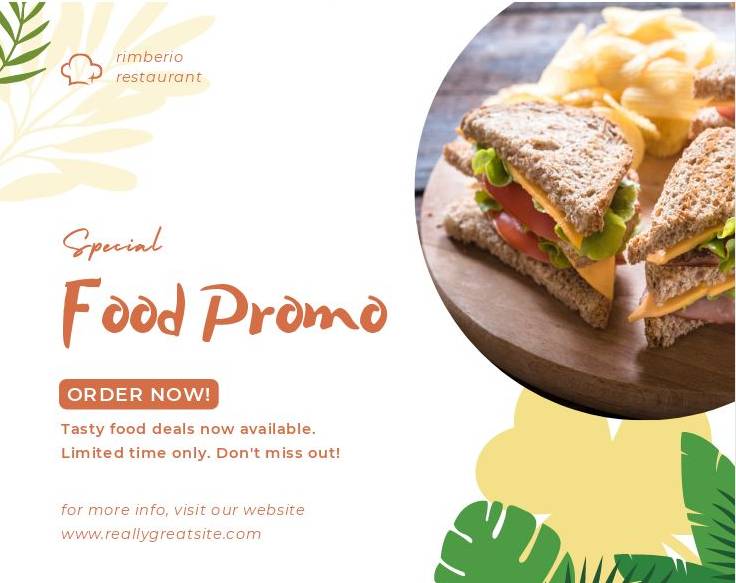 rimberio
restaurant
Special
Food Promo
ORDER NOW!
Tasty food deals now available.
Limited time only. Don't miss out!
for more info, visit our website
www.reallygreatsite.com